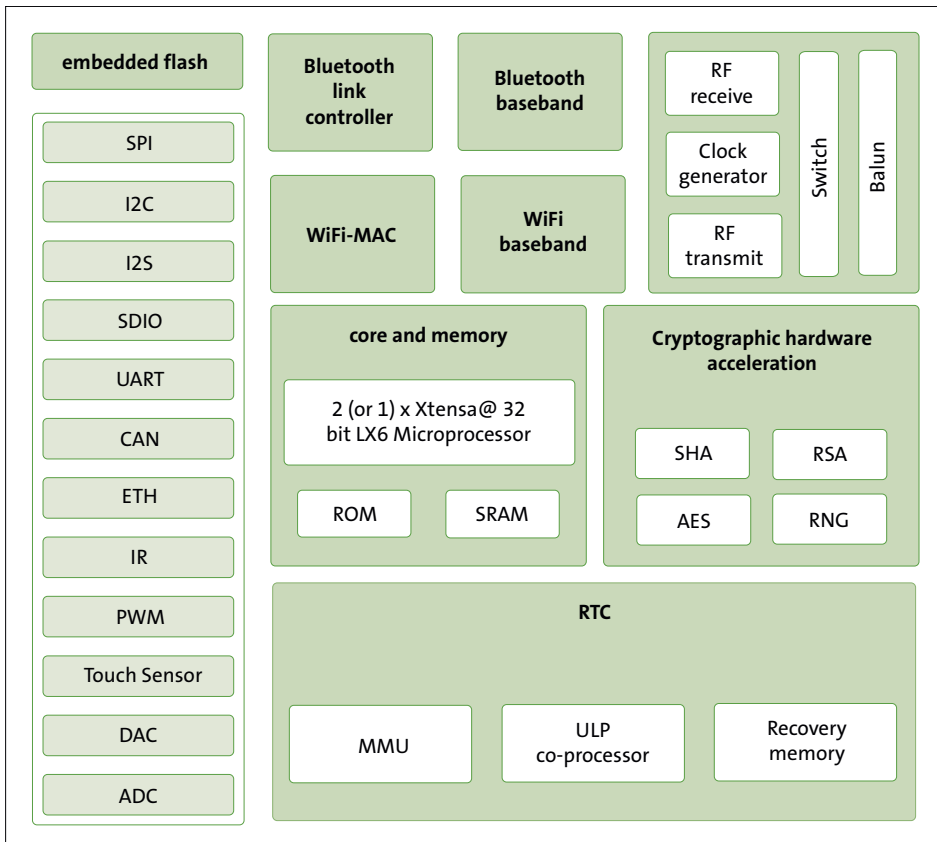 embedded flash
SPI
I2C
I2S
SDIO
UART
CAN
ETH
IR
PWM
Touch Sensor
DAC
ADC
Bluetooth
link
controller
Bluetooth
baseband
WiFi-MAC
WiFi
baseband
RF
receive
Clock
generator
RF
transmit
Switch
Balun
core and memory
2 (or 1) x Xtensa@ 32
bit LX6 Microprocessor
ROM
SRAM
Cryptographic hardware
acceleration
SHA
RSA
AES
RNG
RTC
MMU
ULP
co-processor
Recovery
memory